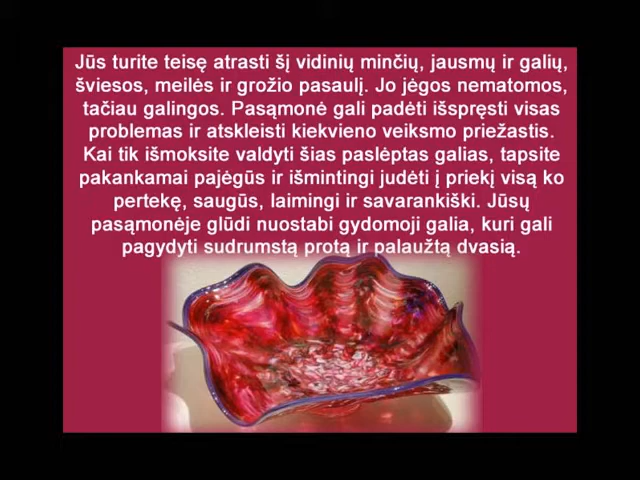 Jūs turite teisę atrasti šį vidinių minčių, jausmų ir galių,
šviesos, meilės ir grožio pasaulį. Jo jėgos nematomos,
tačiau galingos. Pasąmonė gali padėti išspręsti visas
problemas ir atskleisti kiekvieno veiksmo priežastis.
Kai tik išmoksite valdyti šias paslėptas galias, tapsite
pakankamai pajėgūs ir išmintingi judėti į priekį visą ko
pertekę, saugūs, laimingi ir savarankiški. Jūsų
pasąmonėje glūdi nuostabi gydomoji galia, kuri gali
pagydyti sudrumstą protą ir palaužtą dvasią.